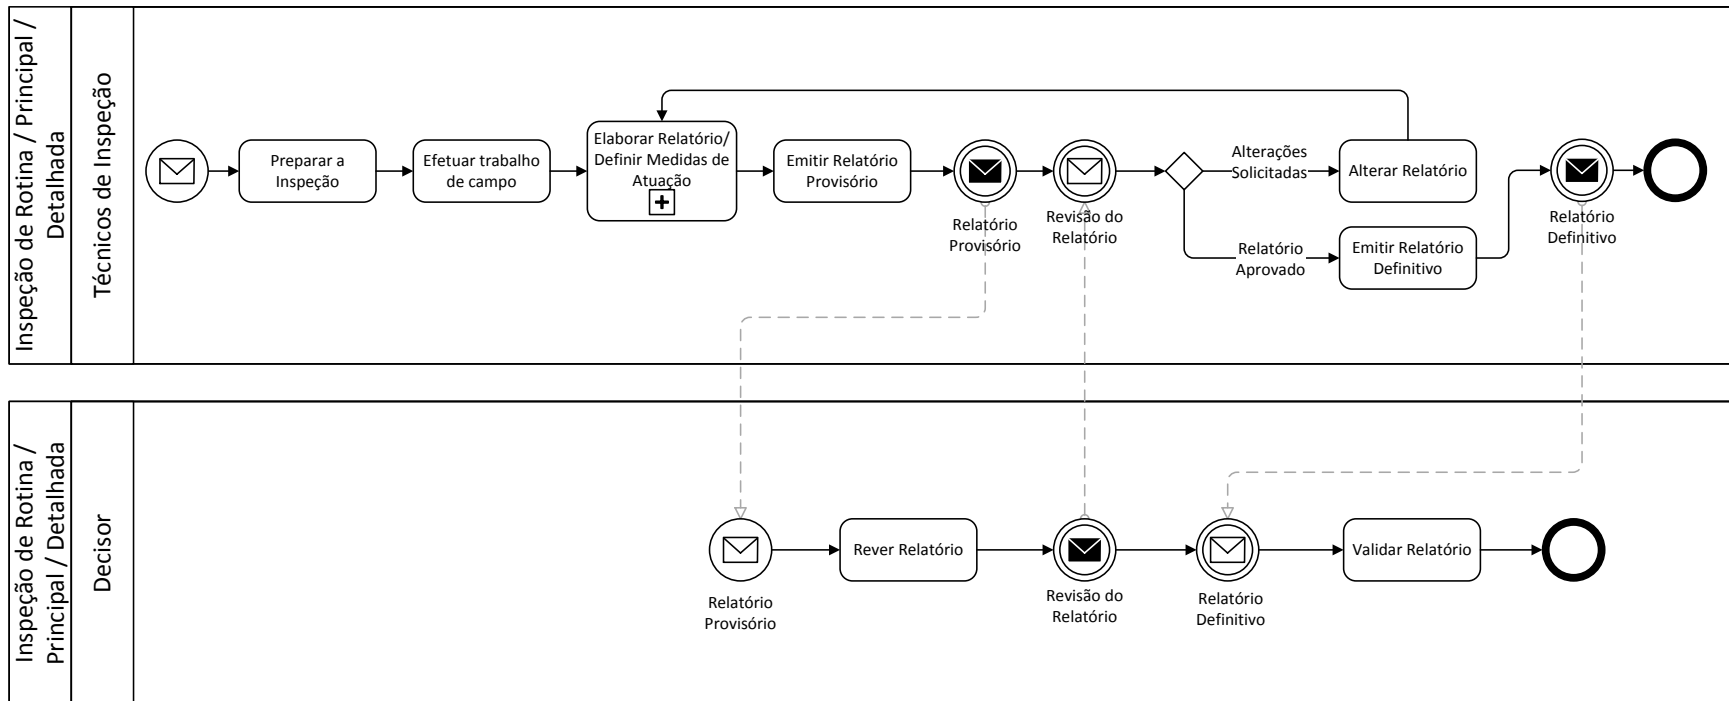 Inspeção de Rotina / Principal /
Detalhada
Técnicos de Inspeção
Preparar a
Inspeção
Efetuar trabalho
de campo
Elaborar Relatório/
Definir Medidas de
Atuação
Emitir Relatório
Provisório
Relatório
Provisório
Revisão do
Relatório
Alterações
Solicitadas
Alterar Relatório
Relatório
Aprovado
Emitir Relatório
Definitivo
Relatório
Definitivo
Inspeção de Rotina /
Principal / Detalhada
Decisor
Relatório
Provisório
Rever Relatório
Revisão do
Relatório
Relatório
Definitivo
Validar Relatório